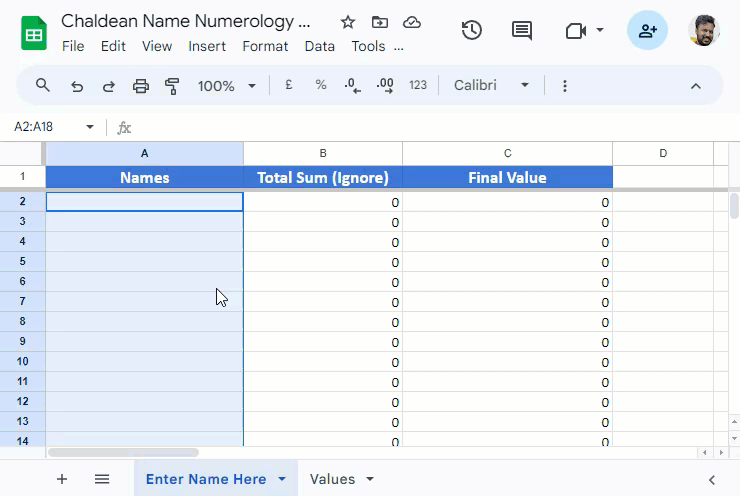 Chaldean Name Numerology ...
File Edit View Insert Format Data Tools ...
100% £ % .0 .00 123 Calibri
A2:A18 fx
A B C D
1 Names Total Sum (Ignore) Final Value
2 0 0
3 0 0
4 0 0
5 0 0
6 0 0
7 0 0
8 0 0
9 0 0
10 0 0
11 0 0
12 0 0
13 0 0
14 0 0
+ Enter Name Here Values